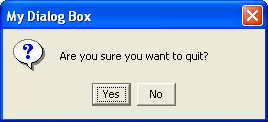 My Dialog Box
Are you sure you want to quit?
Yes No